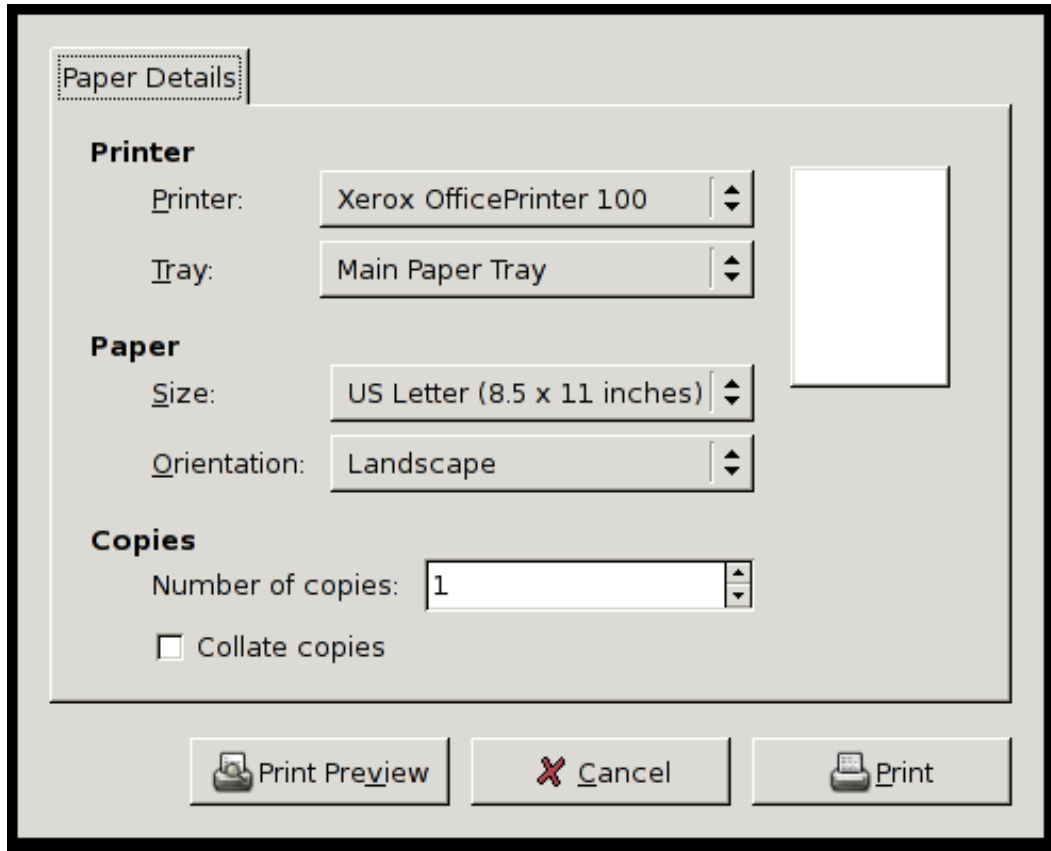 Paper Details
Printer
Printer: Xerox OfficePrinter 100
Tray: Main Paper Tray
Paper
Size: US Letter (8.5 x 11 inches)
Orientation: Landscape
Copies
Number of copies: 1
Collate copies
Print Preview Cancel Print